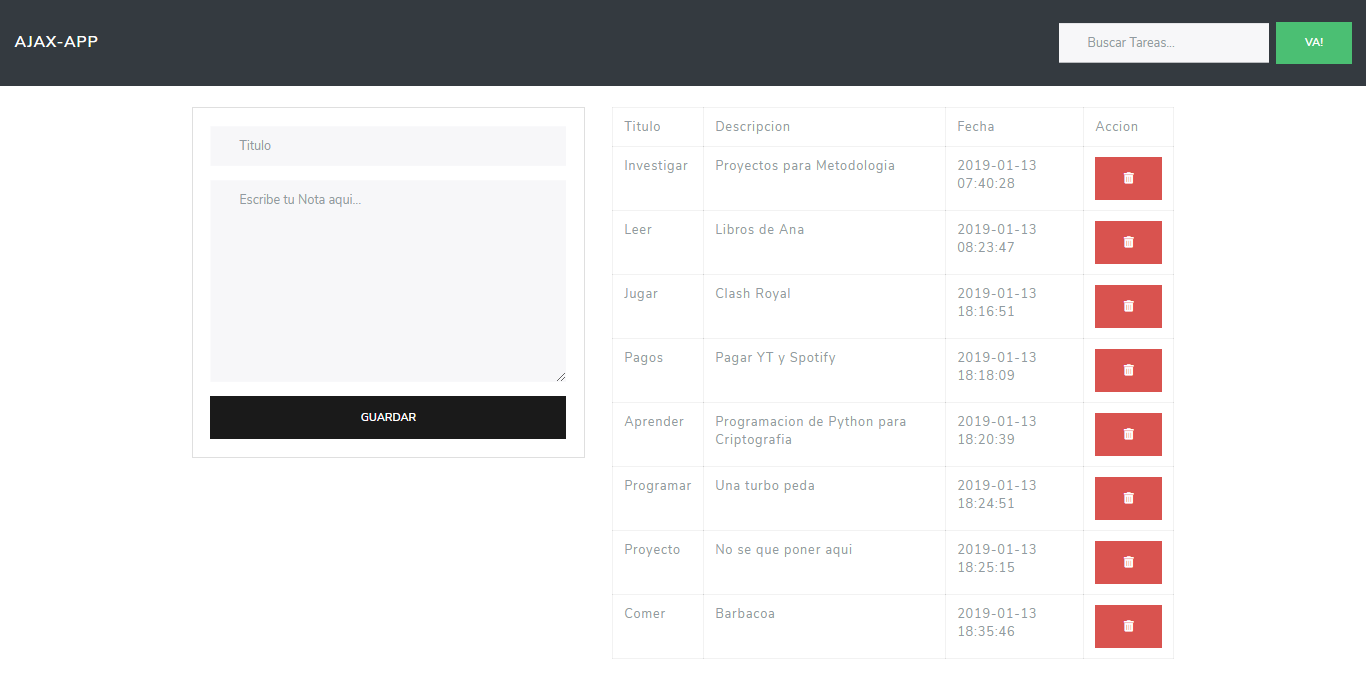 AJAX-APP
Buscar Tareas...
VA!
Titulo
Escribe tu Nota aqui...
GUARDAR
Titulo Descripcion Fecha Accion
Investigar Proyectos para Metodologia 2019-01-13
07:40:28
Leer Libros de Ana 2019-01-13
08:23:47
Jugar Clash Royal 2019-01-13
18:16:51
Pagos Pagar YT y Spotify 2019-01-13
18:18:09
Aprender Programacion de Python para 2019-01-13
Criptografia 18:20:39
Programar Una turbo peda 2019-01-13
18:24:51
Proyecto No se que poner aqui 2019-01-13
18:25:15
Comer Barbacoa 2019-01-13
18:35:46